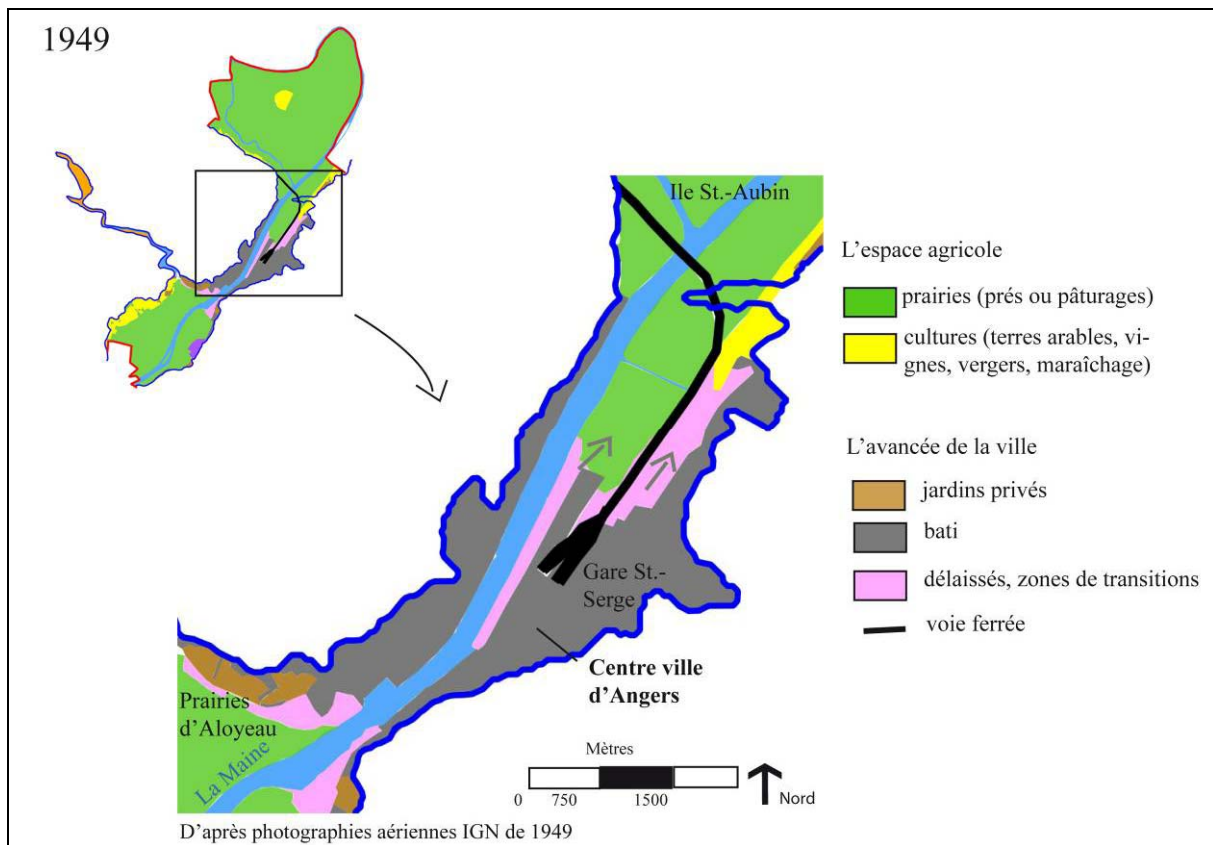 1949
Ile St.-Aubin
L'espace agricole
prairies (prés ou pâturages)
cultures (terres arables, vi-
gnes, vergers, maraîchage)
L'avancée de la ville
jardins privés
bati
délaissés, zones de transitions
voie ferrée
Gare St.-
Serge
Centre ville
d'Angers
Prairies
d'Aloyeau
La Maine
Mètres
0 750 1500
Nord
D'après photographies aériennes IGN de 1949